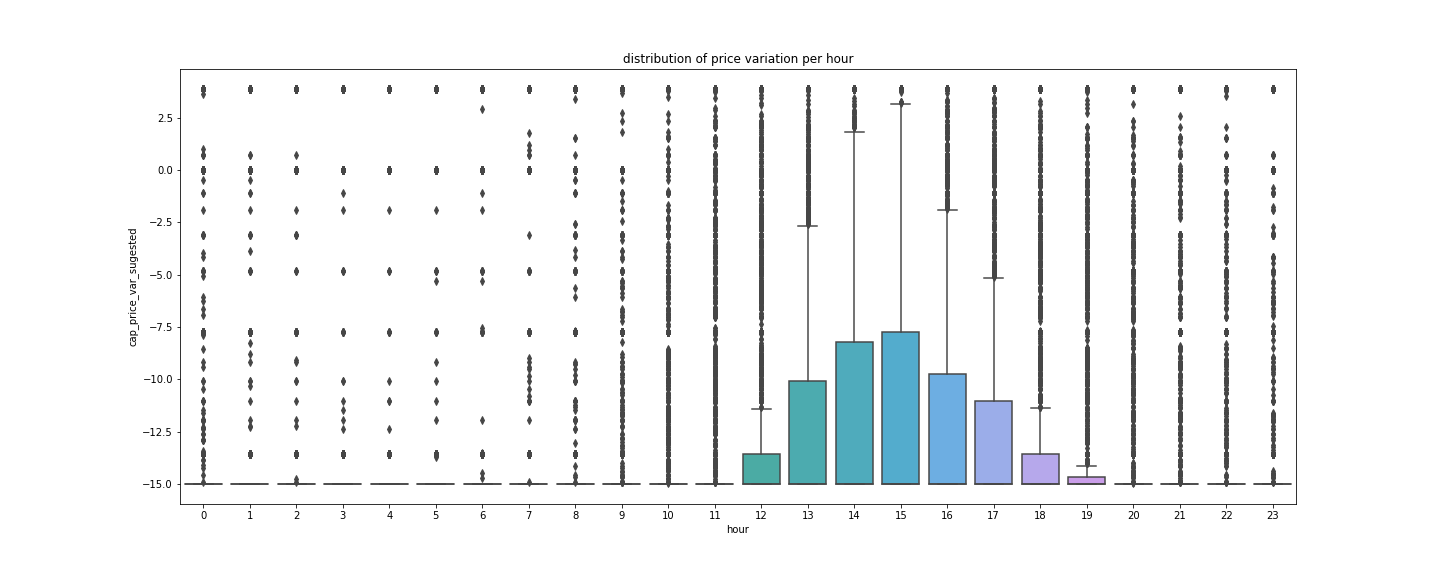 distribution of price variation per hour
cap_price_var_sugested
2.5
0.0
−2.5
−5.0
−7.5
−10.0
−12.5
−15.0
0 1 2 3 4 5 6 7 8 9 10 11 12 13 14 15 16 17 18 19 20 21 22 23
hour